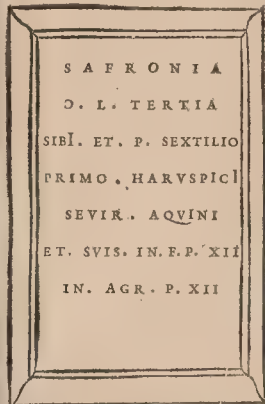 SAFRONIA
Ɔ. L. TERTIA
SIBI. ET. P. SEXTILIO
PRIMO. HARVSPICI
SEVIR. AQVINI
ET. SVIS. IN. F. P. XII
IN. AGR. P. XII